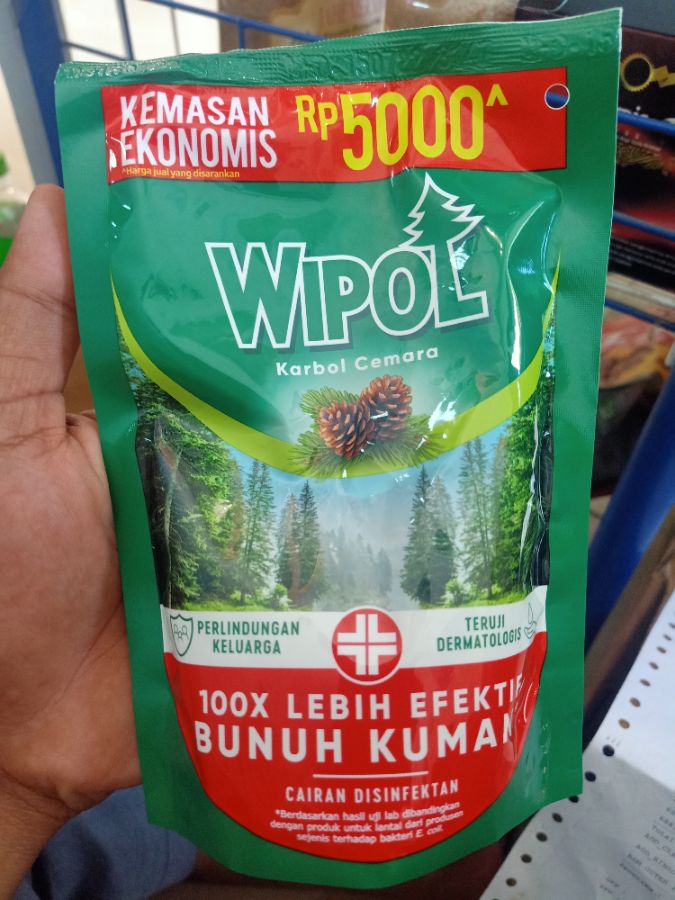 KEMASAN
EKONOMIS
Rp5000^
^Harga jual yang disarankan
WIPOL
Karbol Cemara
PERLINDUNGAN
KELUARGA
TERUJI
DERMATOLOGIS
100X LEBIH EFEKTIF
BUNUH KUMAN*
CAIRAN DISINFEKTAN
*Berdasarkan hasil uji lab dibandingkan
dengan produk untuk lantai dari produsen
sejenis terhadap bakteri E. coli.